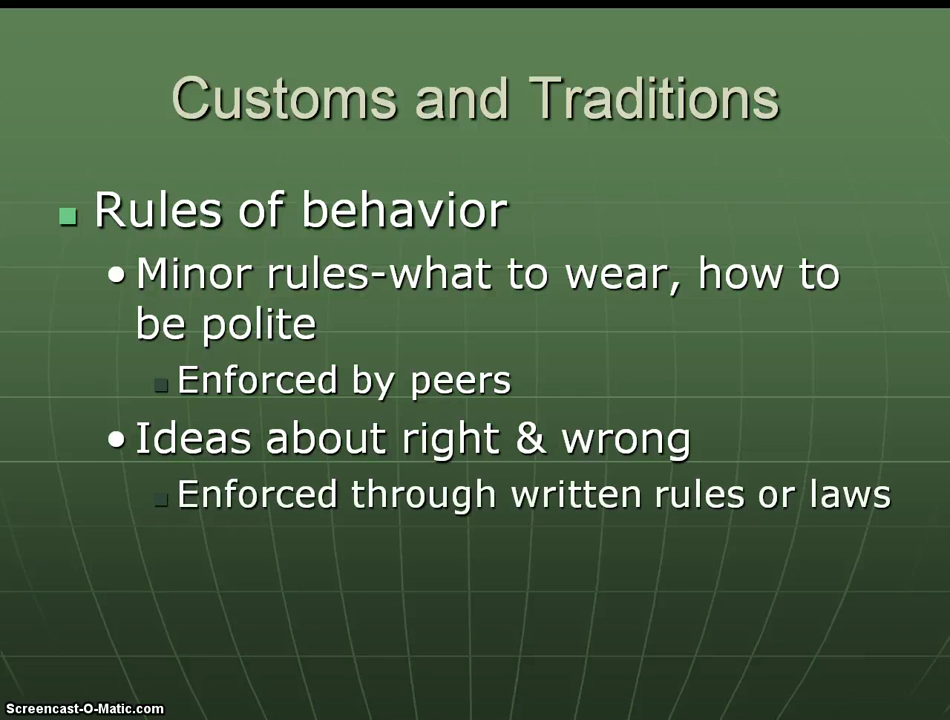 Customs and Traditions
Rules of behavior
Minor rules-what to wear, how to
be polite
Enforced by peers
Ideas about right & wrong
Enforced through written rules or laws
Screencast-O-Matic.com